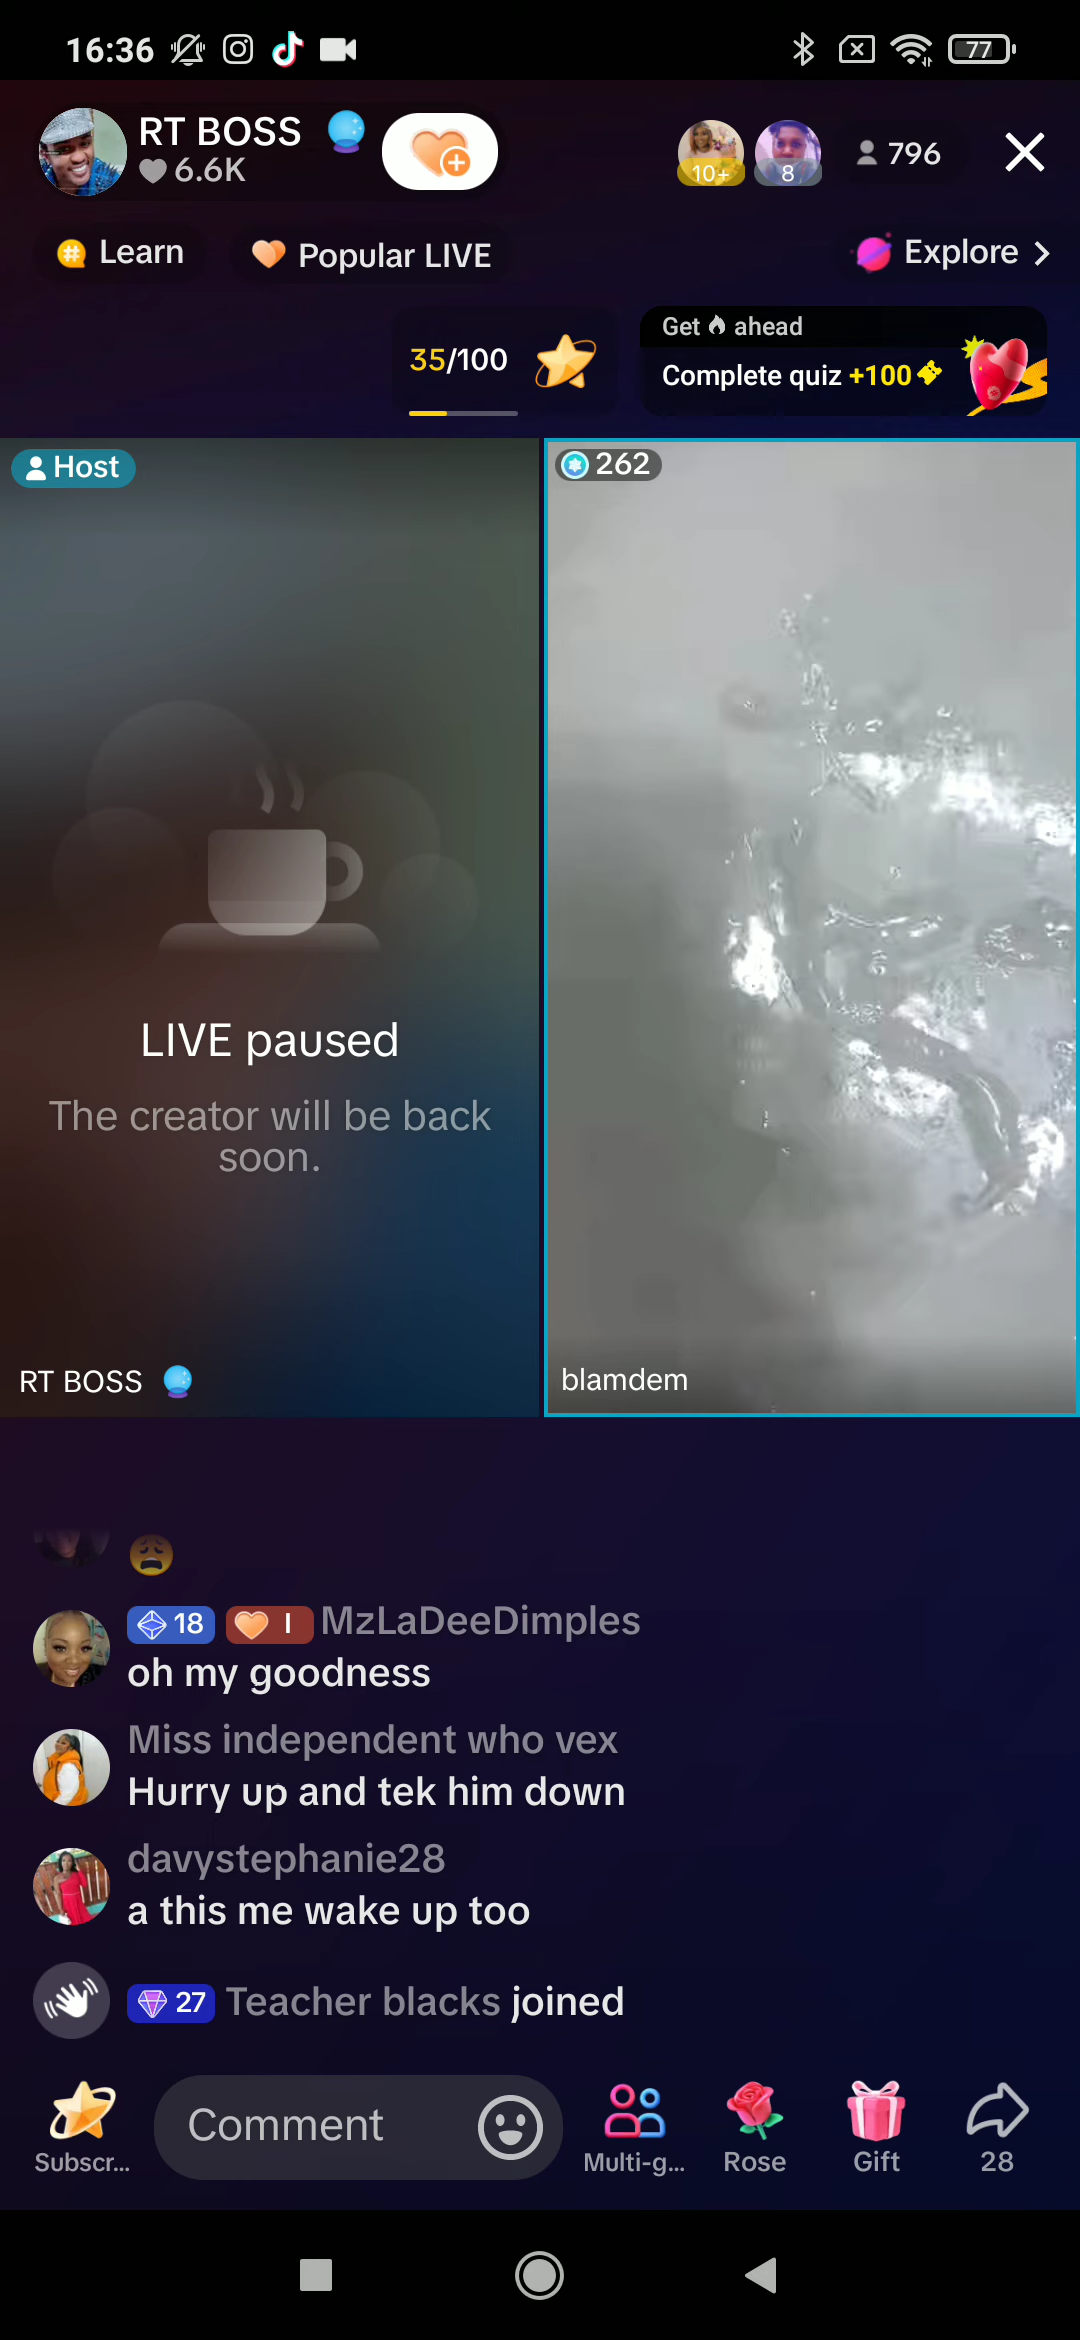 16:36
77
RT BOSS
6.6K
10+
8
796
Learn
Popular LIVE
Explore
35/100
Get ahead
Complete quiz +100
Host
262
LIVE paused
The creator will be back
soon.
RT BOSS
blamdem
18 I MzLaDeeDimples
oh my goodness
Miss independent who vex
Hurry up and tek him down
davystephanie28
a this me wake up too
27 Teacher blacks joined
Subscr...
Comment
Multi-g...
Rose
Gift
28